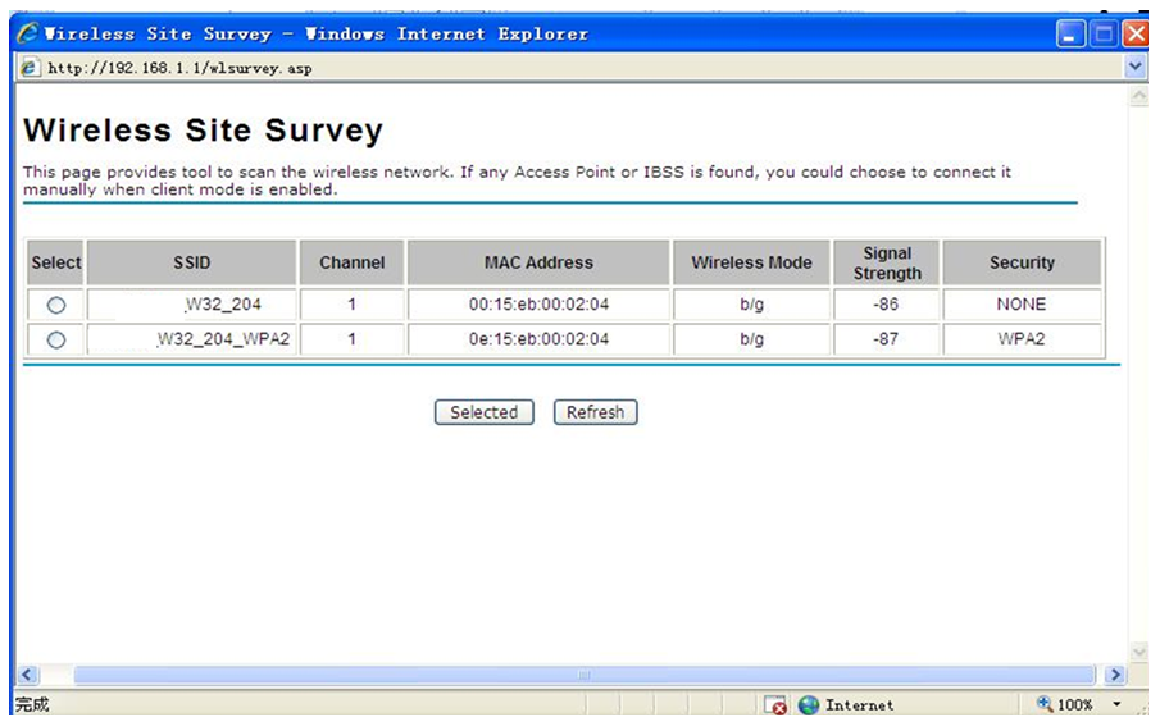 Wireless Site Survey - Windows Internet Explorer
http://192.168.1.1/wlsurvey.asp
Wireless Site Survey
This page provides tool to scan the wireless network. If any Access Point or IBSS is found, you could choose to connect it
manually when client mode is enabled.
Select SSID Channel MAC Address Wireless Mode Signal Strength Security
W32_204 1 00:15:eb:00:02:04 b/g -86 NONE
W32_204_WPA2 1 0e:15:eb:00:02:04 b/g -87 WPA2
Selected Refresh
完成 Internet 100%